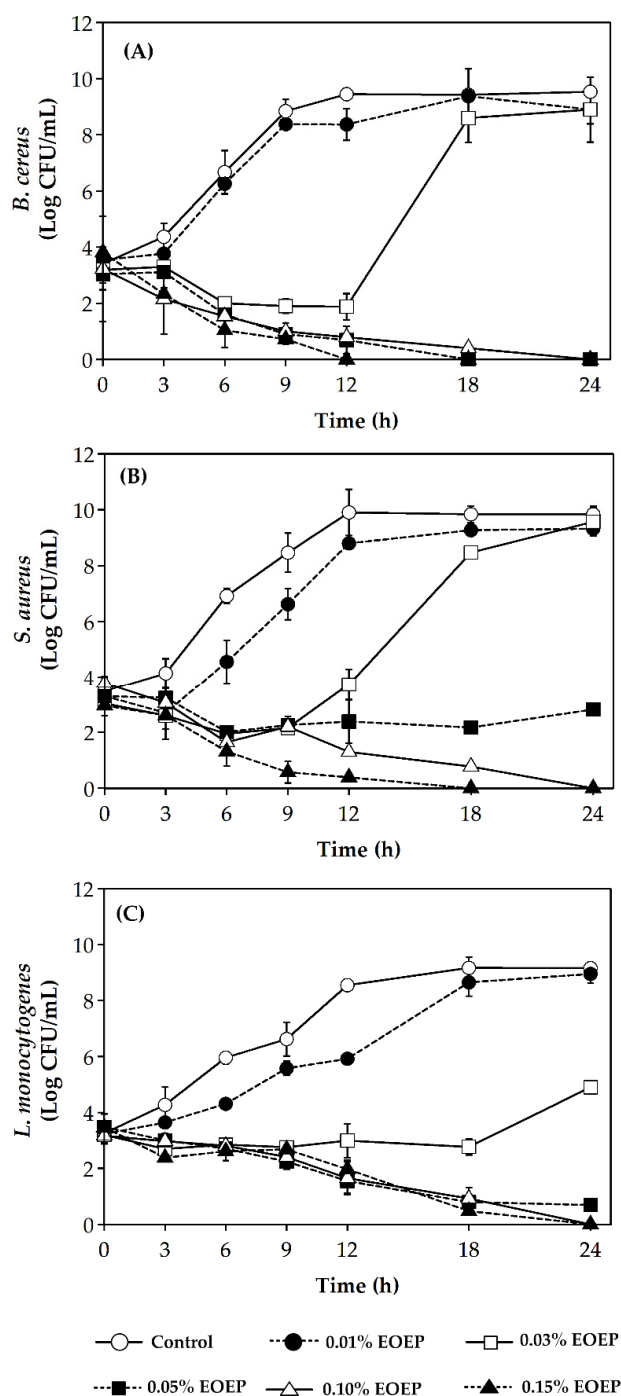 (A)
B. cereus
(Log CFU/mL)
12
10
8
6
4
2
0
0 3 6 9 12 18 24
Time (h)
(B)
S. aureus
(Log CFU/mL)
12
10
8
6
4
2
0
0 3 6 9 12 18 24
Time (h)
(C)
L. monocytogenes
(Log CFU/mL)
12
10
8
6
4
2
0
0 3 6 9 12 18 24
Time (h)
Control 0.01% EOEP 0.03% EOEP
0.05% EOEP 0.10% EOEP 0.15% EOEP